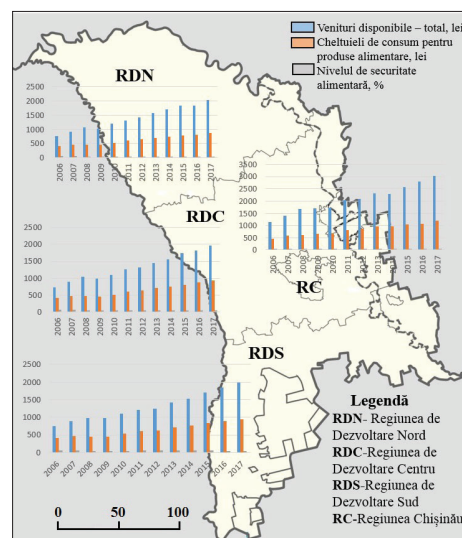 Venituri disponibile – total, lei
Cheltuieli de consum pentru
produse alimentare, lei
Nivelul de securitate
alimentară, %
RDN
2500
2000
1500
1000
500
0
2006 2007 2008 2009 2010 2011 2012 2013 2014 2015 2016 2017
3500
3000
2500
2000
1500
1000
500
0
2006 2007 2008 2009 2010 2011 2012 2013 2014 2015 2016 2017
RDC
2500
2000
1500
1000
500
0
2006 2007 2008 2009 2010 2011 2012 2013 2014 2015 2016 2017
RC
RDS
2500
2000
1500
1000
500
0
2006 2007 2008 2009 2010 2011 2012 2013 2014 2015 2016 2017
Legendă
RDN- Regiunea de
Dezvoltare Nord
RDC-Regiunea de
Dezvoltare Centru
RDS-Regiunea de
Dezvoltare Sud
RC-Regiunea Chișinău
0 50 100